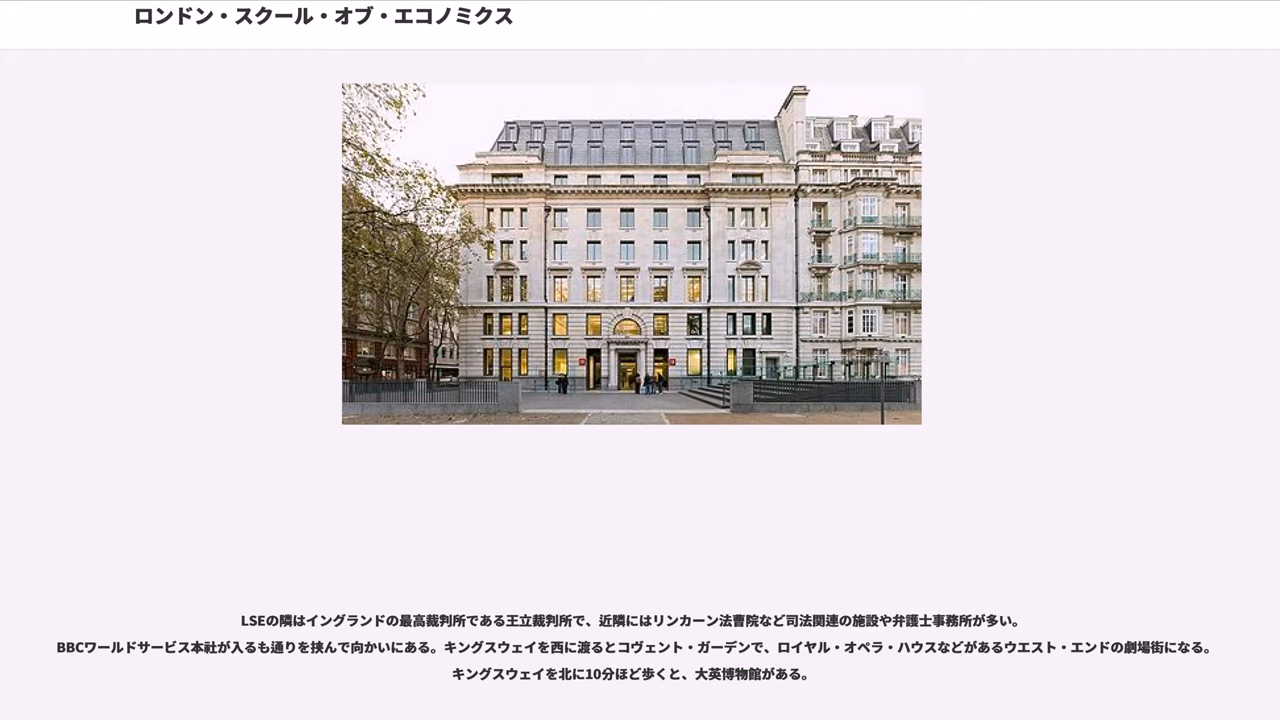 ロンドン・スクール・オブ・エコノミクス
LSEの隣はイングランドの最高裁判所である王立裁判所で、近隣にはリンカーン法曹院など司法関連の施設や弁護士事務所が多い。
BBCワールドサービス本社が入るも通りを挟んで向かいにある。キングスウェイを西に渡るとコヴェント・ガーデンで、ロイヤル・オペラ・ハウスなどがあるウエスト・エンドの劇場街になる。
キングスウェイを北に10分ほど歩くと、大英博物館がある。